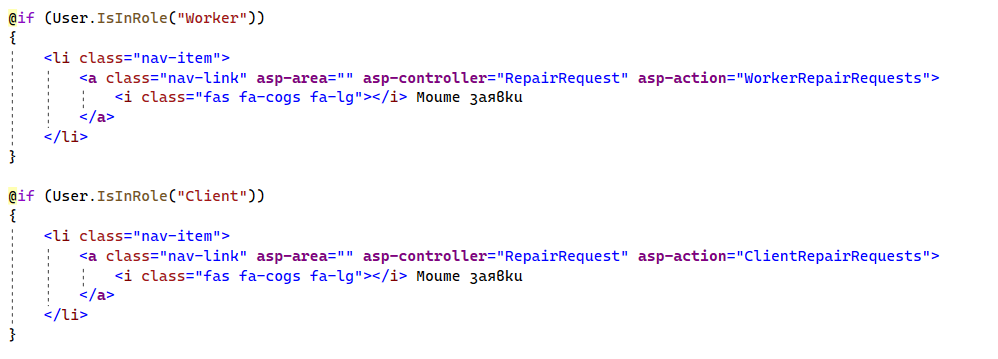 @if (User.IsInRole("Worker"))
{
<li class="nav-item">
<a class="nav-link" asp-area="" asp-controller="RepairRequest" asp-action="WorkerRepairRequests">
<i class="fas fa-cogs fa-lg"></i> Моите заявки
</a>
</li>
}
@if (User.IsInRole("Client"))
{
<li class="nav-item">
<a class="nav-link" asp-area="" asp-controller="RepairRequest" asp-action="ClientRepairRequests">
<i class="fas fa-cogs fa-lg"></i> Моите заявки
</a>
</li>
}